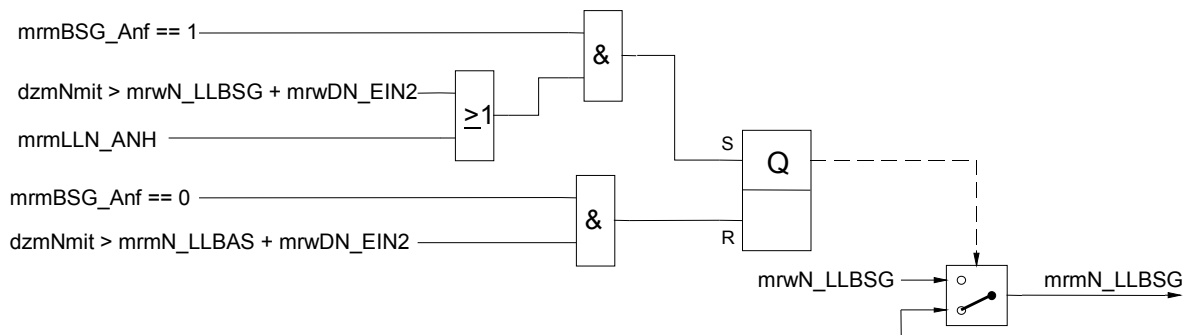 mrmBSG_Anf == 1
&
dzmNmit > mrwN_LLBSG + mrwDN_EIN2
≥1
mrmLLN_ANH
S
Q
mrmBSG_Anf == 0
&
dzmNmit > mrmN_LLBAS + mrwDN_EIN2
R
mrwN_LLBSG
mrmN_LLBSG